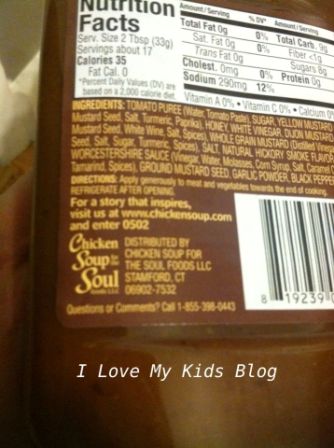 Nutrition
Facts
Serv. Size 2 Tbsp (33g)
Servings about 17
Calories 35
Fat Cal. 0
*Percent Daily Values (DV) are
based on a 2,000 calorie diet.
Amount/Serving % DV*
Total Fat 0g 0%
Sat. Fat 0g 0%
Trans Fat 0g
Cholest. 0mg 0%
Sodium 290mg 12%
Amount/Serving
Total Carb. 9g
Fiber <1g
Sugars 8g
Protein 0g
Vitamin A 0% • Vitamin C 0% • Calcium 0%
INGREDIENTS: TOMATO PUREE (Water, Tomato Paste), SUGAR, YELLOW MUSTARD
Mustard Seed, Salt, Turmeric, Paprika), HONEY, WHITE VINEGAR, DIJON MUSTARD
Mustard Seed, White Wine, Salt, Spices), WHOLE GRAIN MUSTARD (Distilled Vinegar
Seed, Salt, Sugar, Turmeric, Spices), SALT, NATURAL HICKORY SMOKE FLAVOR
WORCESTERSHIRE SAUCE (Vinegar, Water, Molasses, Corn Syrup, Salt, Caramel
Tamarind, Spices), GROUND MUSTARD SEED, GARLIC POWDER, BLACK PEPPER
DIRECTIONS: Apply generously to meat and vegetables towards the end of cooking.
REFRIGERATE AFTER OPENING.
For a story that inspires,
visit us at www.chickensoup.com
and enter 0502
Chicken
Soup for the
Soul
DISTRIBUTED BY
CHICKEN SOUP FOR
THE SOUL FOODS LLC
STAMFORD, CT
06902-7532
Questions or Comments? Call 1-855-398-0443
8 19239 0
I Love My Kids Blog